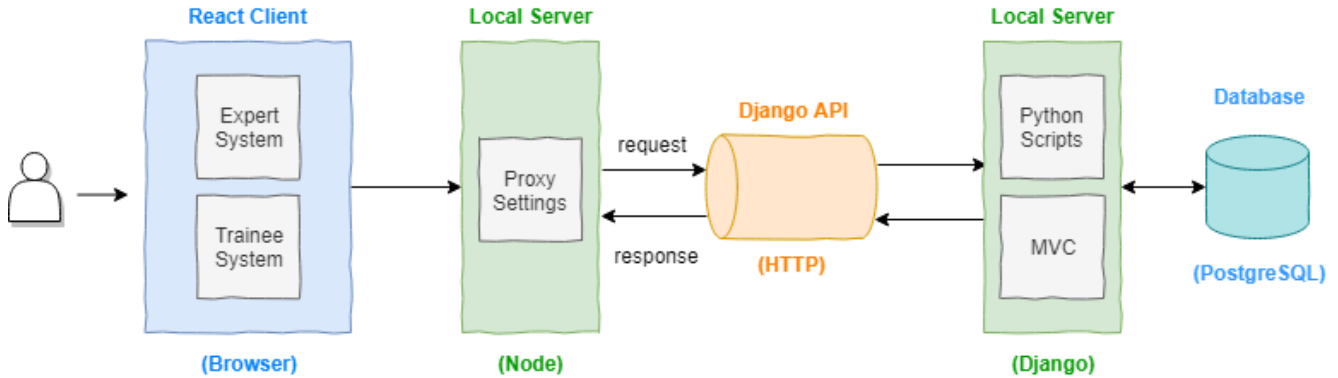 React Client
Local Server
Local Server
Django API
Database
Expert
System
Python
Scripts
request
Proxy
Settings
Trainee
System
MVC
response
(HTTP)
(PostgreSQL)
(Browser)
(Node)
(Django)